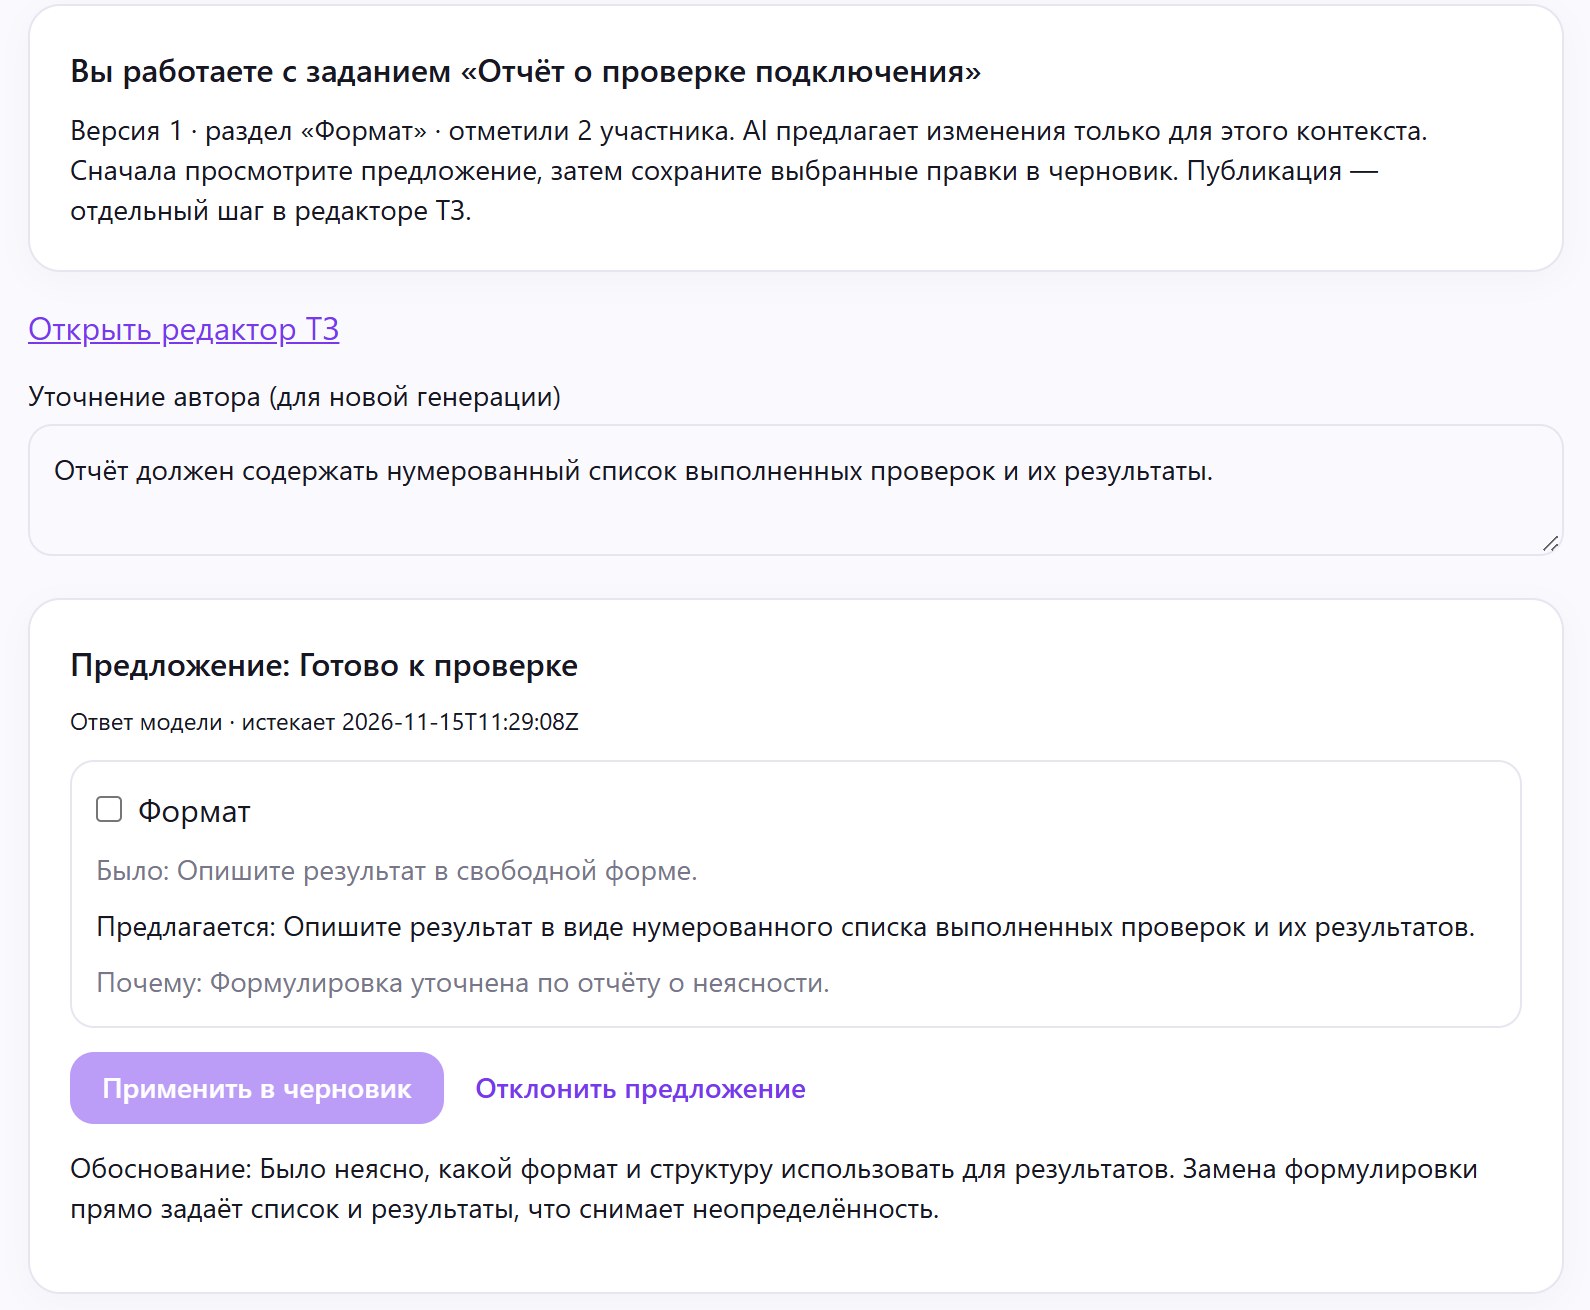 Вы работаете с заданием «Отчёт о проверке подключения»
Версия 1 · раздел «Формат» · отметили 2 участника. AI предлагает изменения только для этого контекста.
Сначала просмотрите предложение, затем сохраните выбранные правки в черновик. Публикация —
отдельный шаг в редакторе ТЗ.
Открыть редактор ТЗ
Уточнение автора (для новой генерации)
Отчёт должен содержать нумерованный список выполненных проверок и их результаты.
Предложение: Готово к проверке
Ответ модели · истекает 2026-11-15T11:29:08Z
Формат
Было: Опишите результат в свободной форме.
Предлагается: Опишите результат в виде нумерованного списка выполненных проверок и их результатов.
Почему: Формулировка уточнена по отчёту о неясности.
Применить в черновик
Отклонить предложение
Обоснование: Было неясно, какой формат и структуру использовать для результатов. Замена формулировки
прямо задаёт список и результаты, что снимает неопределённость.